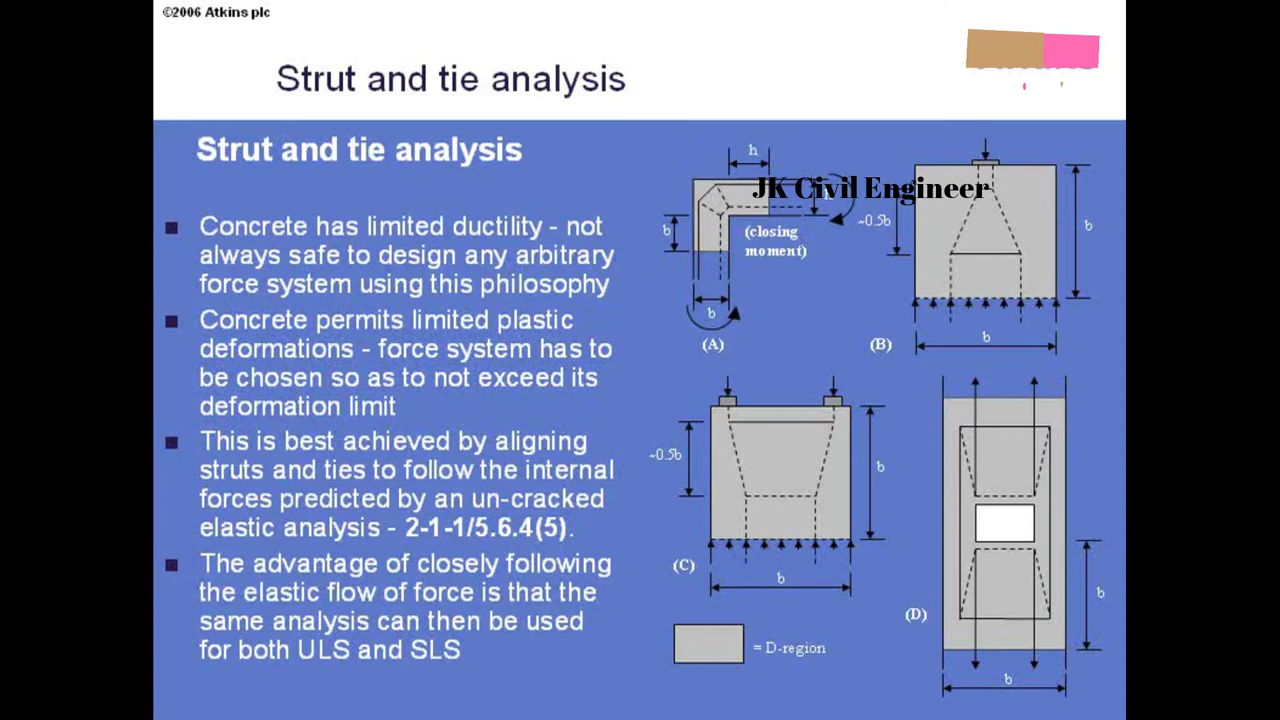 ©2006 Atkins plc
Strut and tie analysis
Strut and tie analysis
Concrete has limited ductility - not
always safe to design any arbitrary
force system using this philosophy
Concrete permits limited plastic
deformations - force system has to
be chosen so as to not exceed its
deformation limit
This is best achieved by aligning
struts and ties to follow the internal
forces predicted by an un-cracked
elastic analysis - 2-1-1/5.6.4(5).
The advantage of closely following
the elastic flow of force is that the
same analysis can then be used
for both ULS and SLS
h
JK Civil Engineer
b
(closing
moment)
b
(A)
~0.5b
b
b
(B)
~0.5b
b
b
(C)
b
b
(D)
= D-region